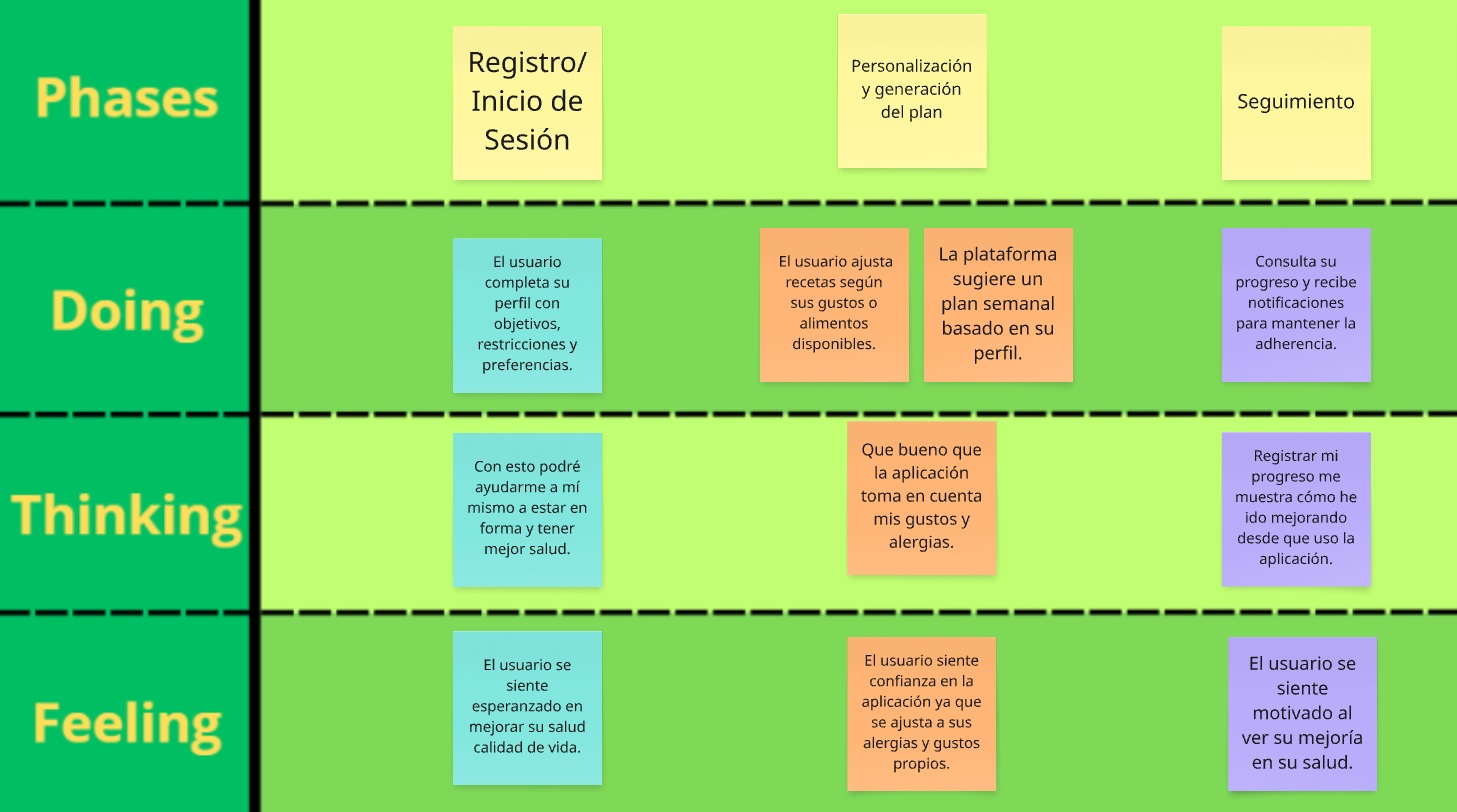 Phases
Registro/
Inicio de
Sesión
Personalización
y generación
del plan
Seguimiento
Doing
El usuario
completa su
perfil con
objetivos,
restricciones y
preferencias.
El usuario ajusta
recetas según
sus gustos o
alimentos
disponibles.
La plataforma
sugiere un
plan semanal
basado en su
perfil.
Consulta su
progreso y recibe
notificaciones
para mantener la
adherencia.
Thinking
Con esto podré
ayudarme a mí
mismo a estar en
forma y tener
mejor salud.
Que bueno que
la aplicación
toma en cuenta
mis gustos y
alergias.
Registrar mi
progreso me
muestra cómo he
ido mejorando
desde que uso la
aplicación.
Feeling
El usuario se
siente
esperanzado en
mejorar su salud
calidad de vida.
El usuario siente
confianza en la
aplicación ya que
se ajusta a sus
alergias y gustos
propios.
El usuario se
siente
motivado al
ver su mejoría
en su salud.